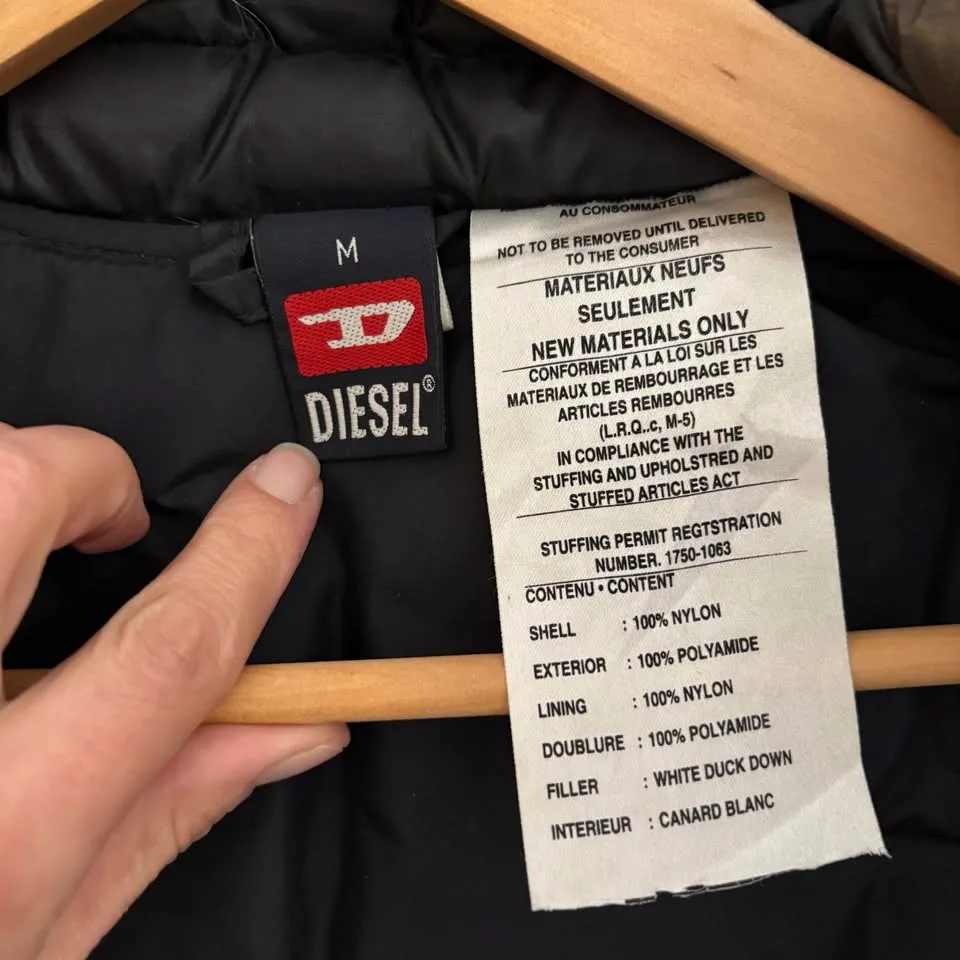 M
DIESEL®
AU CONSOMMATEUR
NOT TO BE REMOVED UNTIL DELIVERED
TO THE CONSUMER
MATERIAUX NEUFS
SEULEMENT
NEW MATERIALS ONLY
CONFORMENT A LA LOI SUR LES
MATERIAUX DE REMBOURRAGE ET LES
ARTICLES REMBOURRES
(L.R.Q..c, M-5)
IN COMPLIANCE WITH THE
STUFFING AND UPHOLSTRED AND
STUFFED ARTICLES ACT
STUFFING PERMIT REGTSTRATION
NUMBER. 1750-1063
CONTENU • CONTENT
SHELL : 100% NYLON
EXTERIOR : 100% POLYAMIDE
LINING : 100% NYLON
DOUBLURE : 100% POLYAMIDE
FILLER : WHITE DUCK DOWN
INTERIEUR : CANARD BLANC